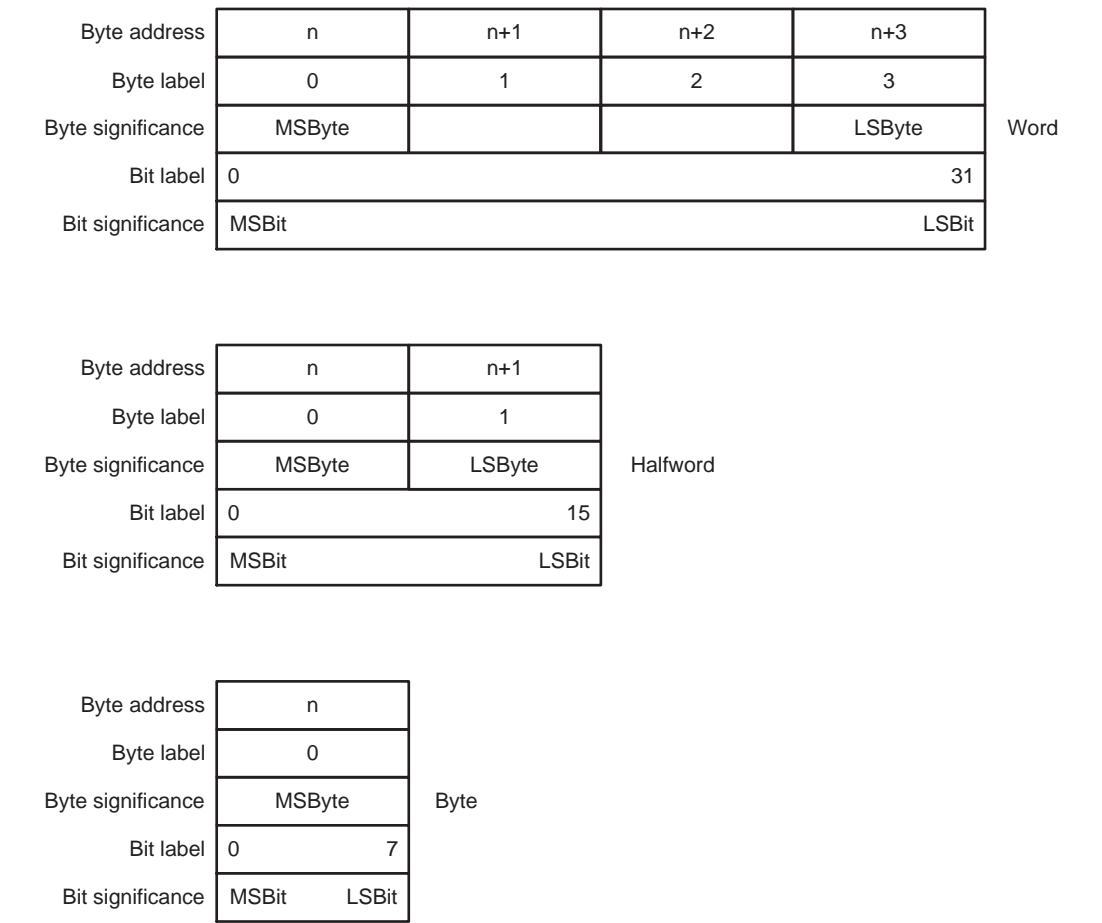 Byte address n n+1 n+2 n+3
Byte label 0 1 2 3
Byte significance MSByte LSByte Word
Bit label 0 31
Bit significance MSBit LSBit
Byte address n n+1
Byte label 0 1
Byte significance MSByte LSByte Halfword
Bit label 0 15
Bit significance MSBit LSBit
Byte address n
Byte label 0
Byte significance MSByte Byte
Bit label 0 7
Bit significance MSBit LSBit